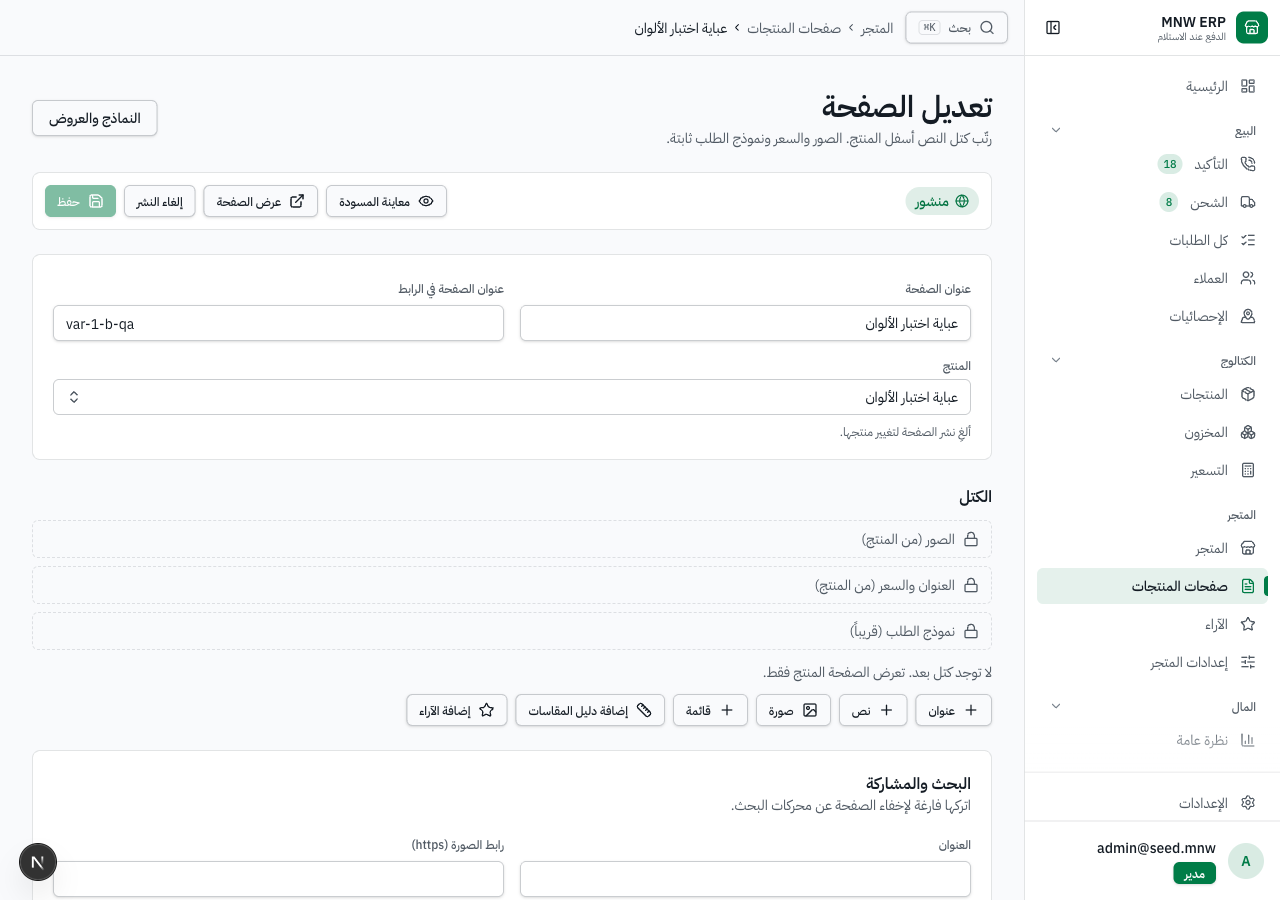 MNW ERP
الدفع عند الاستلام
الرئيسية
البيع
التأكيد 18
الشحن 8
كل الطلبات
العملاء
الإحصائيات
الكتالوج
المنتجات
المخزون
التسعير
المتجر
المتجر
صفحات المنتجات
الآراء
إعدادات المتجر
المال
نظرة عامة
الإعدادات
A
admin@seed.mnw
مدير
بحث ⌘K
المتجر › صفحات المنتجات › عباية اختبار الألوان
تعديل الصفحة
رتّب كتل النص أسفل المنتج. الصور والسعر ونموذج الطلب ثابتة.
النماذج والعروض
منشور
معاينة المسودة
عرض الصفحة
إلغاء النشر
حفظ
عنوان الصفحة
عباية اختبار الألوان
عنوان الصفحة في الرابط
var-1-b-qa
المنتج
عباية اختبار الألوان
ألغِ نشر الصفحة لتغيير منتجها.
الكتل
الصور (من المنتج)
العنوان والسعر (من المنتج)
نموذج الطلب (قريباً)
لا توجد كتل بعد. تعرض الصفحة المنتج فقط.
عنوان
نص
صورة
قائمة
إضافة دليل المقاسات
إضافة الآراء
البحث والمشاركة
اتركها فارغة لإخفاء الصفحة عن محركات البحث.
العنوان
رابط الصورة (https)
N